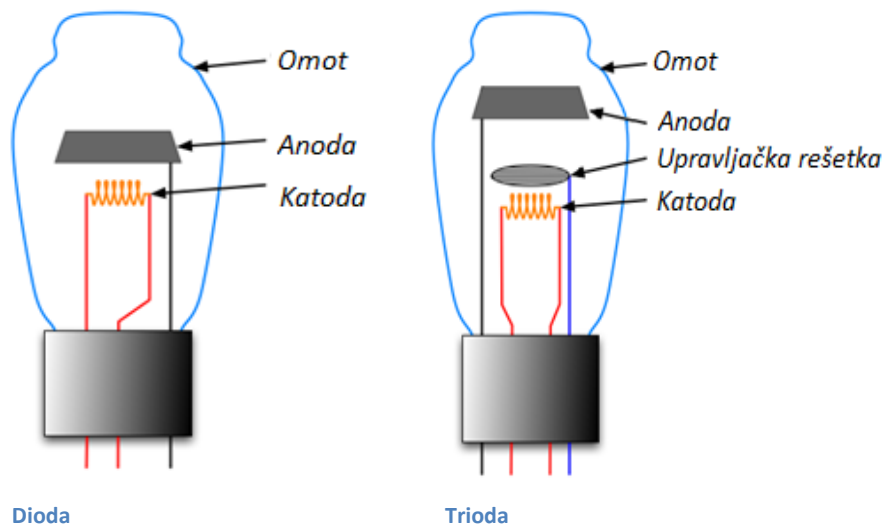 Omot
Anoda
Katoda
Omot
Anoda
Upravljačka rešetka
Katoda
Dioda
Trioda